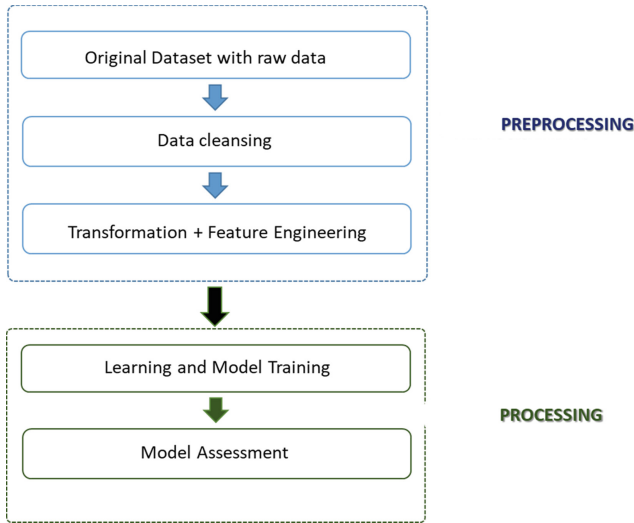 Original Dataset with raw data
Data cleansing
PREPROCESSING
Transformation + Feature Engineering
Learning and Model Training
PROCESSING
Model Assessment